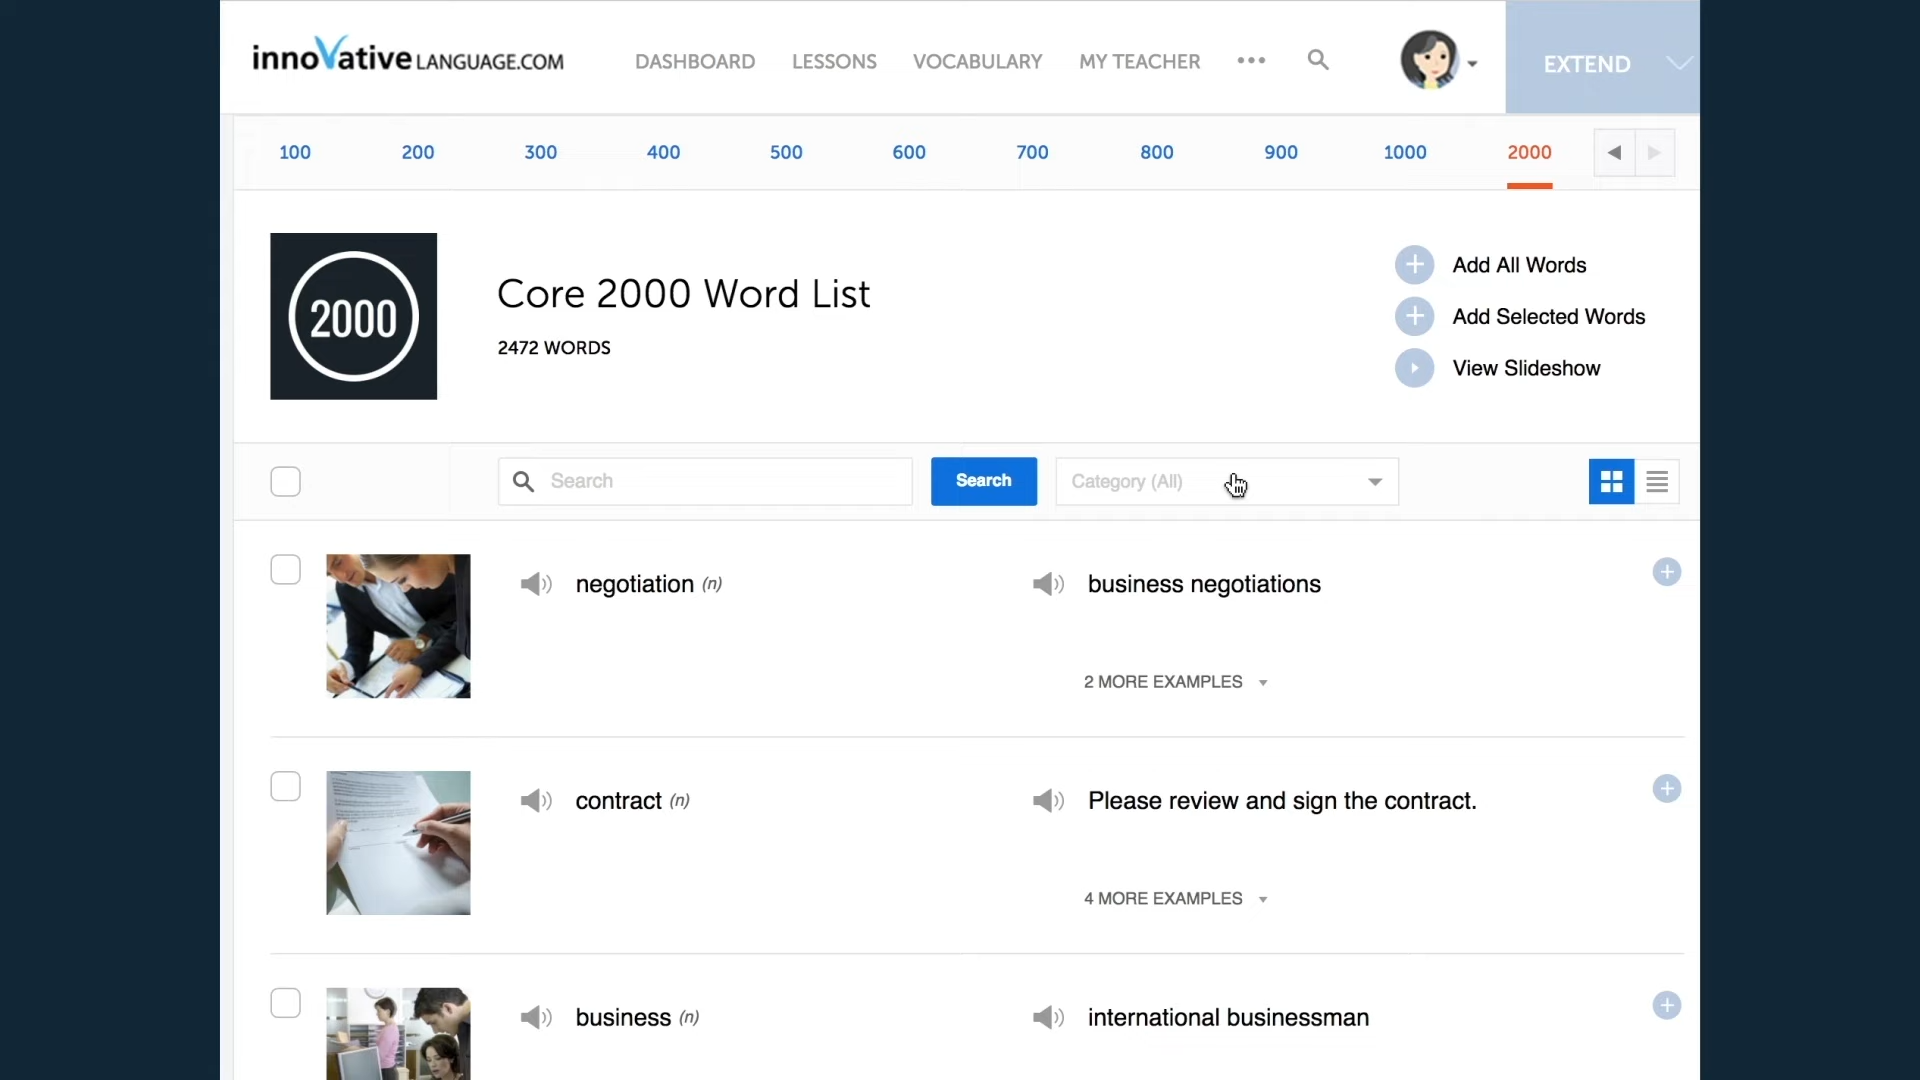 innoVative LANGUAGE.COM
DASHBOARD
LESSONS
VOCABULARY
MY TEACHER
EXTEND
100
200
300
400
500
600
700
800
900
1000
2000
2000
Core 2000 Word List
2472 WORDS
Add All Words
Add Selected Words
View Slideshow
Search
Search
Category (All)
negotiation (n)
business negotiations
2 MORE EXAMPLES
contract (n)
Please review and sign the contract.
4 MORE EXAMPLES
business (n)
international businessman